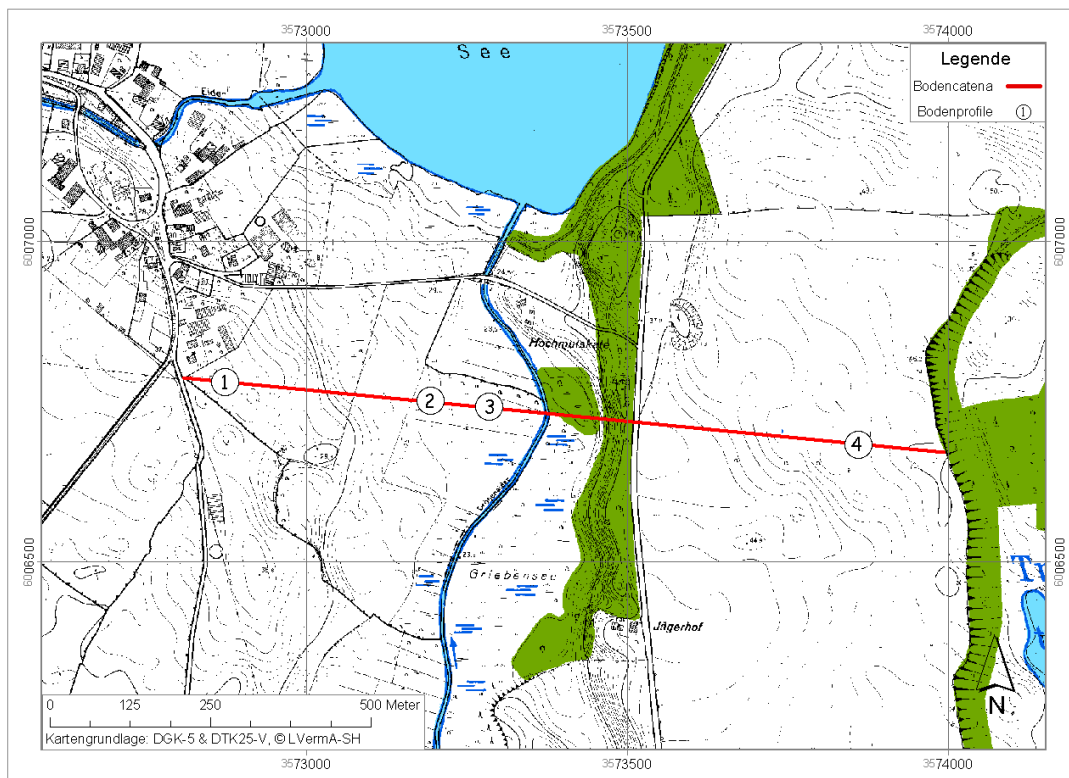 3573000
3573500
3574000
See
Legende
Bodencatena
Bodenprofile 1
6007000
6007000
Hochmutskate
1
2
3
4
6006500
6006500
Griebensee
Jägerhof
0 125 250 500 Meter
N
Kartengrundlage: DGK-5 & DTK25-V, © LVermA-SH
3573000
3573500
3574000